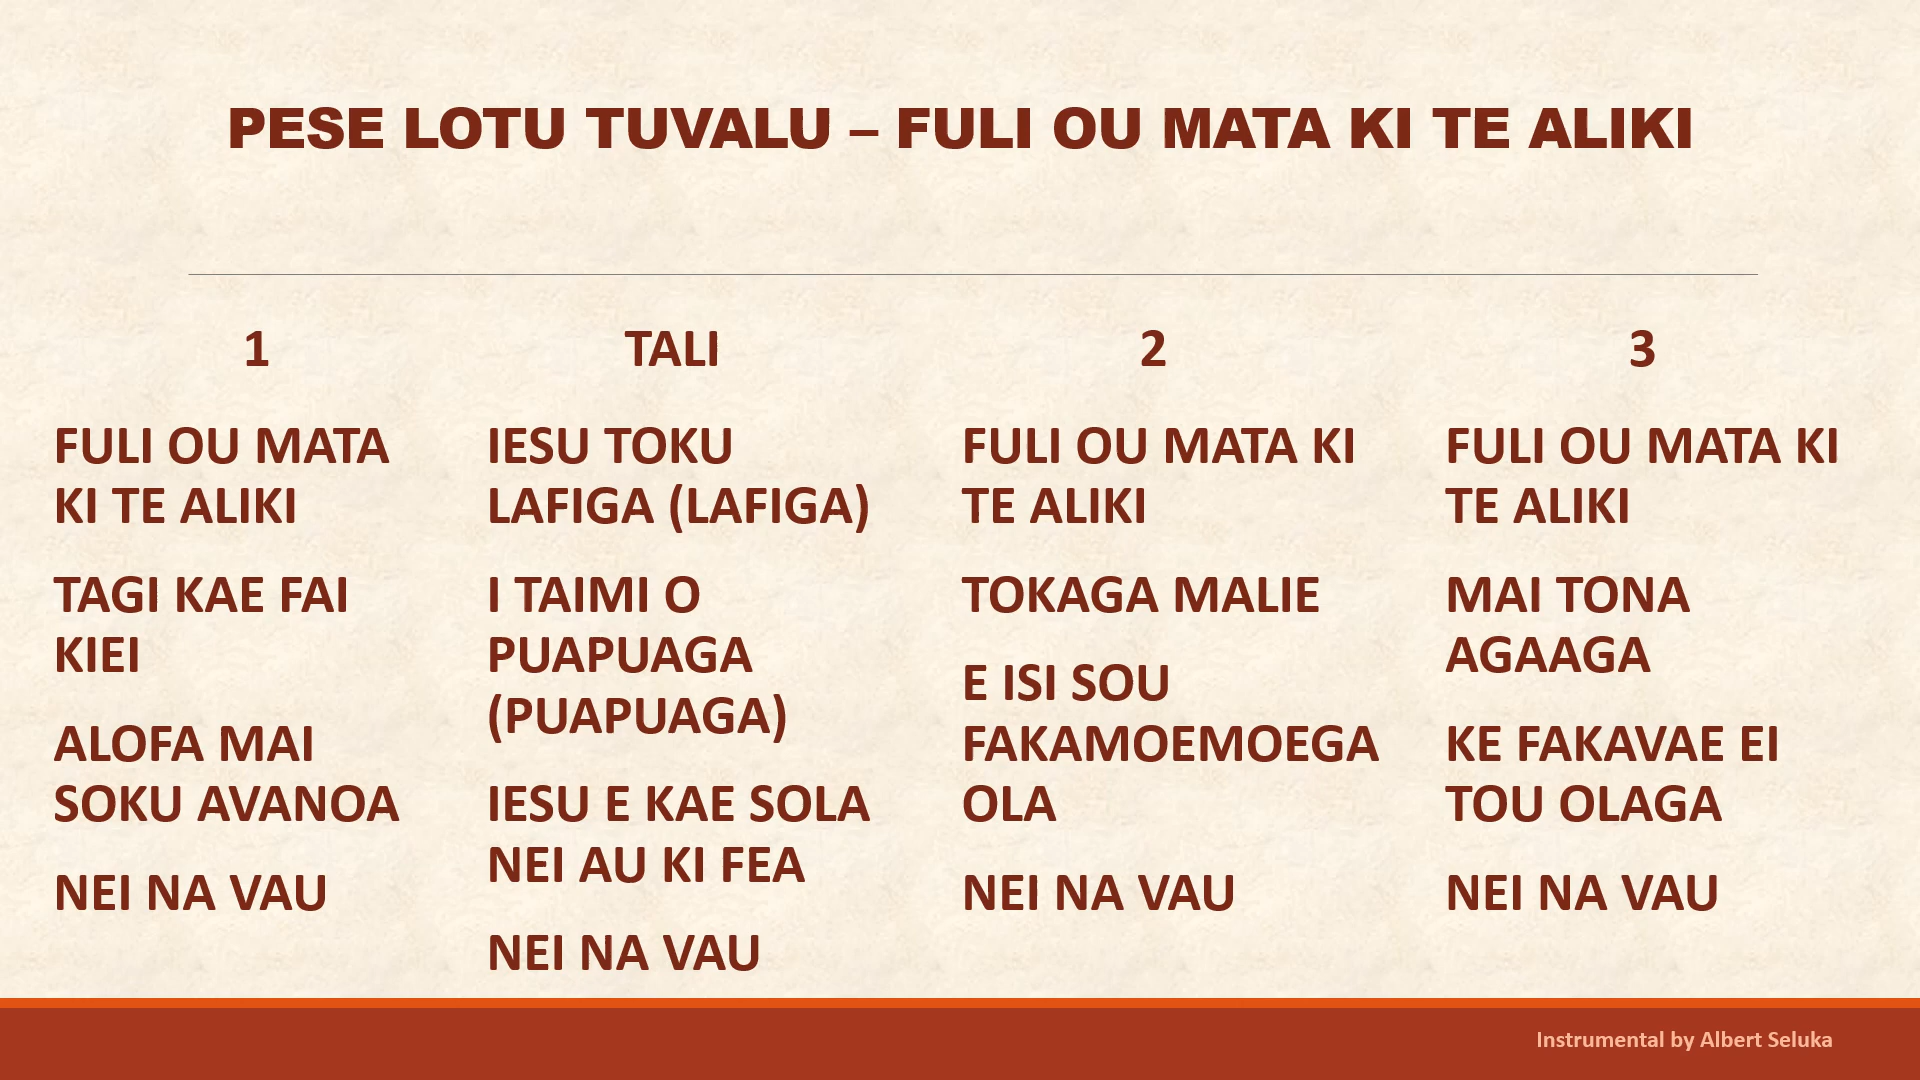 PESE LOTU TUVALU – FULI OU MATA KI TE ALIKI
1
FULI OU MATA
KI TE ALIKI
TAGI KAE FAI
KIEI
ALOFA MAI
SOKU AVANOA
NEI NA VAU
TALI
IESU TOKU
LAFIGA (LAFIGA)
I TAIMI O
PUAPUAGA
(PUAPUAGA)
IESU E KAE SOLA
NEI AU KI FEA
NEI NA VAU
2
FULI OU MATA KI
TE ALIKI
TOKAGA MALIE
E ISI SOU
FAKAMOEMOEGA
OLA
NEI NA VAU
3
FULI OU MATA KI
TE ALIKI
MAI TONA
AGAAGA
KE FAKAVAE EI
TOU OLAGA
NEI NA VAU
Instrumental by Albert Seluka